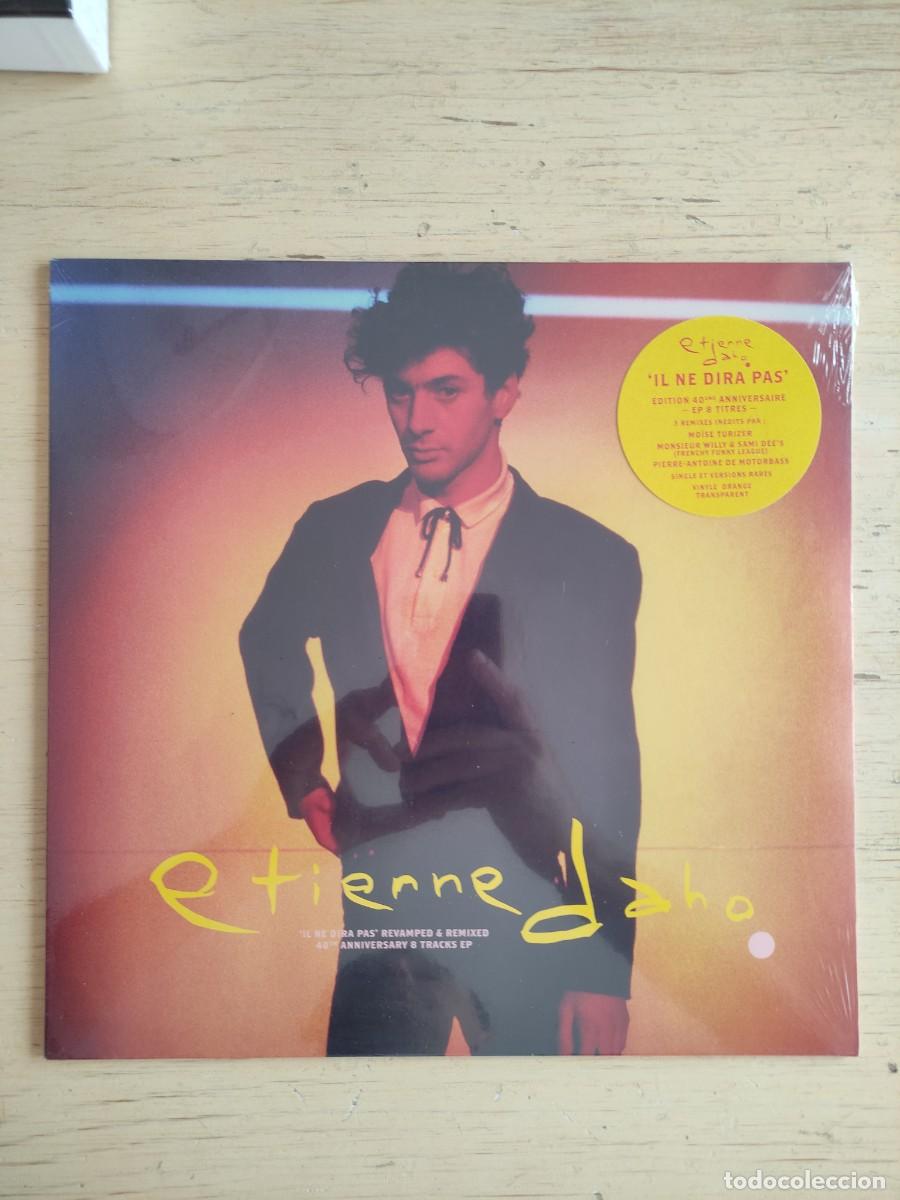 etienne
daho
'IL NE DIRA PAS'
EDITION 40ÈME ANNIVERSAIRE
– EP 8 TITRES –
3 REMIXES INÉDITS PAR :
MOÏSE TURIZER
MONSIEUR WILLY & SAMI DEE'S
(FRENCHY FUNKY LEAGUE)
PIERRE-ANTOINE DE MOTORBASS
SINGLE ET VERSIONS RARES
VINYLE ORANGE
TRANSPARENT
etienne daho
'IL NE DIRA PAS' REVAMPED & REMIXED
40TH ANNIVERSARY 8 TRACKS EP
todocoleccion